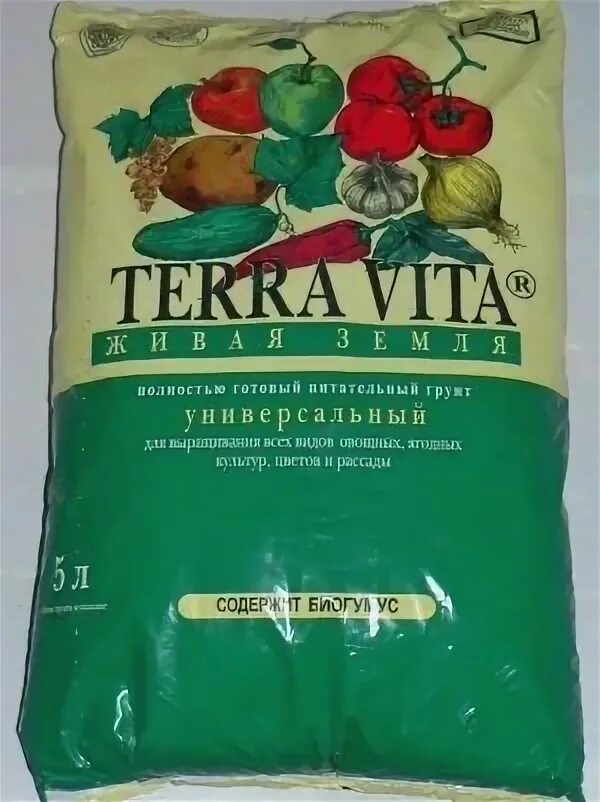 TERRA VITA®
ЖИВАЯ ЗЕМЛЯ
полностью готовый питательный грунт
универсальный
для выращивания всех видов овощных, ягодных
культур, цветов и рассады
5 л
СОДЕРЖИТ БИОГУМУС